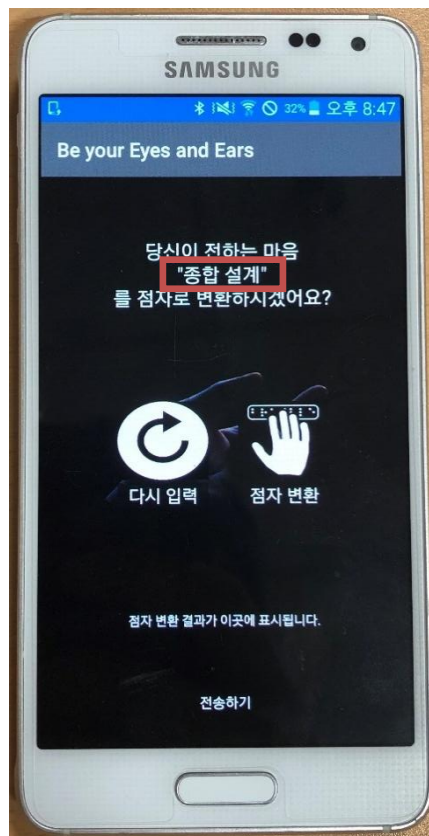 SAMSUNG
32% 오후 8:47
Be your Eyes and Ears
당신이 전하는 마음
"종합 설계"
를 점자로 변환하시겠어요?
다시 입력 점자 변환
점자 변환 결과가 이곳에 표시됩니다.
전송하기